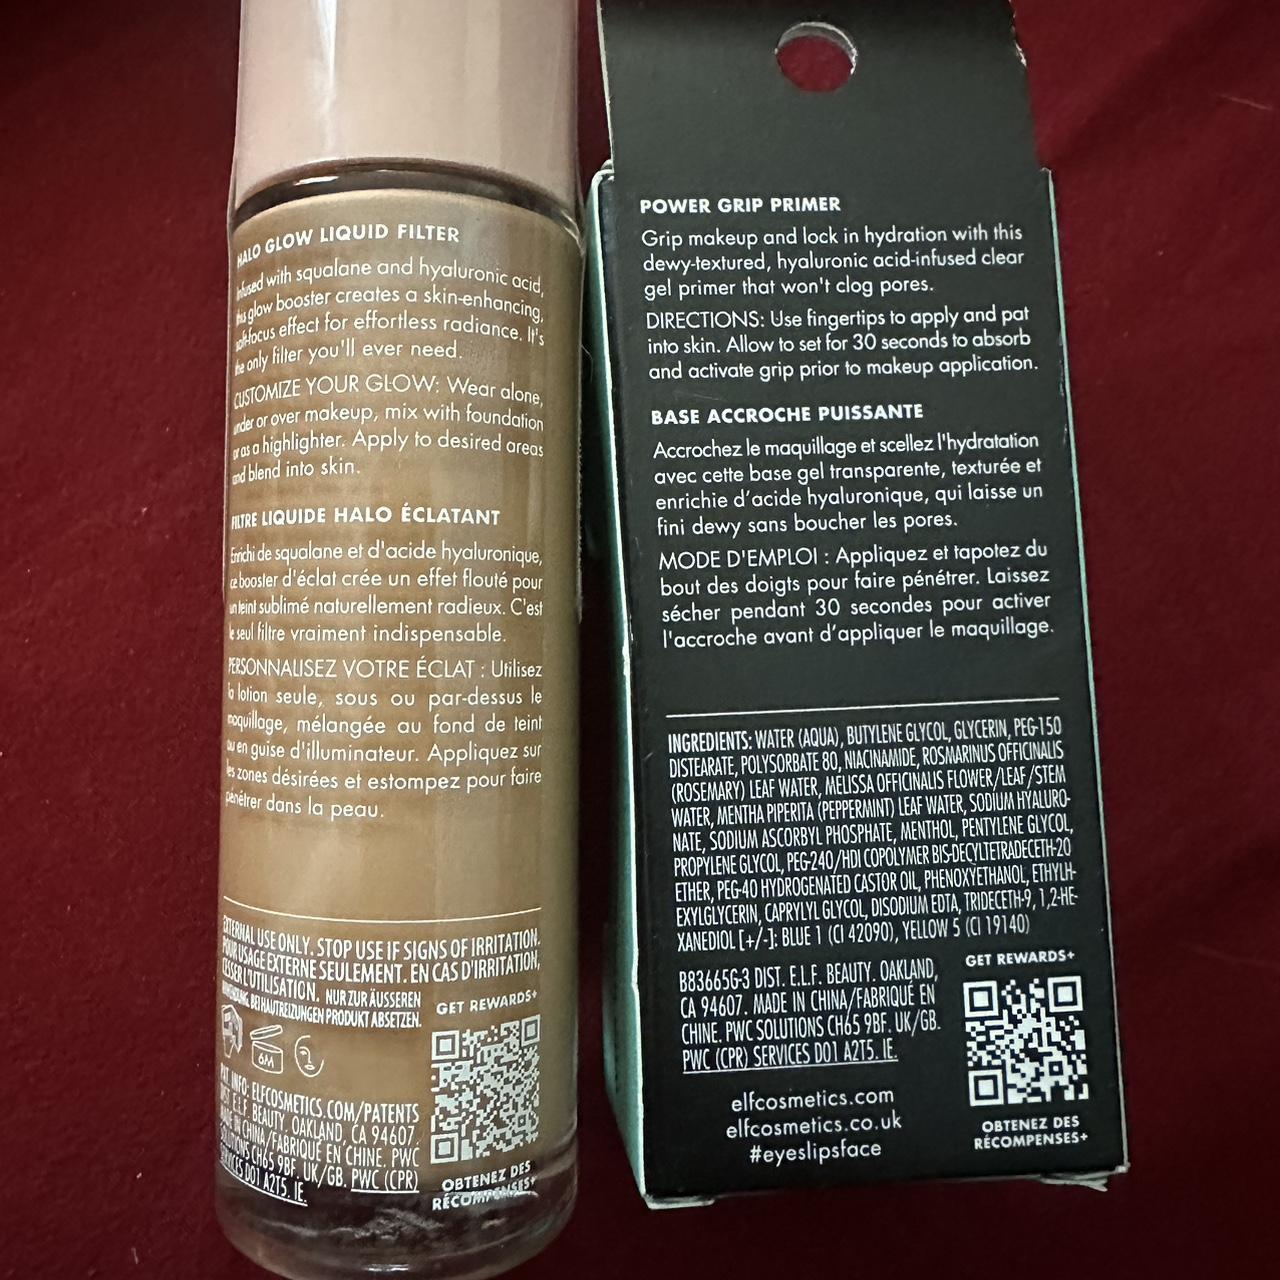 HALO GLOW LIQUID FILTER
Infused with squalane and hyaluronic acid,
this glow booster creates a skin-enhancing,
soft-focus effect for effortless radiance. It's
the only filter you'll ever need.
CUSTOMIZE YOUR GLOW: Wear alone,
under or over makeup, mix with foundation
or as a highlighter. Apply to desired areas
and blend into skin.
FILTRE LIQUIDE HALO ÉCLATANT
Enrichi de squalane et d'acide hyaluronique,
ce booster d'éclat crée un effet flouté pour
un teint sublimé naturellement radieux. C'est
le seul filtre vraiment indispensable.
PERSONNALISEZ VOTRE ÉCLAT : Utilisez
la lotion seule, sous ou par-dessus le
maquillage, mélangée au fond de teint
ou en guise d'illuminateur. Appliquez sur
les zones désirées et estompez pour faire
pénétrer dans la peau.
EXTERNAL USE ONLY. STOP USE IF SIGNS OF IRRITATION.
POUR USAGE EXTERNE SEULEMENT. EN CAS D'IRRITATION,
CESSER L'UTILISATION. NUR ZUR ÄUSSEREN
ANWENDUNG. BEI HAUTREIZUNGEN PRODUKT ABSETZEN.
GET REWARDS+
6M
PAT. INFO: ELFCOSMETICS.COM/PATENTS
DIST. E.L.F. BEAUTY. OAKLAND, CA 94607.
MADE IN CHINA/FABRIQUÉ EN CHINE. PWC
SOLUTIONS CH65 9BF. UK/GB. PWC (CPR)
SERVICES D01 A2T5. IE.
OBTENEZ DES
RÉCOMPENSES+
POWER GRIP PRIMER
Grip makeup and lock in hydration with this
dewy-textured, hyaluronic acid-infused clear
gel primer that won't clog pores.
DIRECTIONS: Use fingertips to apply and pat
into skin. Allow to set for 30 seconds to absorb
and activate grip prior to makeup application.
BASE ACCROCHE PUISSANTE
Accrochez le maquillage et scellez l'hydratation
avec cette base gel transparente, texturée et
enrichie d'acide hyaluronique, qui laisse un
fini dewy sans boucher les pores.
MODE D'EMPLOI : Appliquez et tapotez du
bout des doigts pour faire pénétrer. Laissez
sécher pendant 30 secondes pour activer
l'accroche avant d'appliquer le maquillage.
INGREDIENTS: WATER (AQUA), BUTYLENE GLYCOL, GLYCERIN, PEG-150
DISTEARATE, POLYSORBATE 80, NIACINAMIDE, ROSMARINUS OFFICINALIS
(ROSEMARY) LEAF WATER, MELISSA OFFICINALIS FLOWER/LEAF/STEM
WATER, MENTHA PIPERITA (PEPPERMINT) LEAF WATER, SODIUM HYALURO-
NATE, SODIUM ASCORBYL PHOSPHATE, MENTHOL, PENTYLENE GLYCOL,
PROPYLENE GLYCOL, PEG-240/HDI COPOLYMER BIS-DECYLTETRADECETH-20
ETHER, PEG-40 HYDROGENATED CASTOR OIL, PHENOXYETHANOL, ETHYLH-
EXYLGLYCERIN, CAPRYLYL GLYCOL, DISODIUM EDTA, TRIDECETH-9, 1,2-HE-
XANEDIOL [+/-]: BLUE 1 (CI 42090), YELLOW 5 (CI 19140)
B83665G-3 DIST. E.L.F. BEAUTY. OAKLAND,
CA 94607. MADE IN CHINA/FABRIQUÉ EN
CHINE. PWC SOLUTIONS CH65 9BF. UK/GB.
PWC (CPR) SERVICES D01 A2T5. IE.
GET REWARDS+
elfcosmetics.com
elfcosmetics.co.uk
#eyeslipsface
OBTENEZ DES
RÉCOMPENSES+